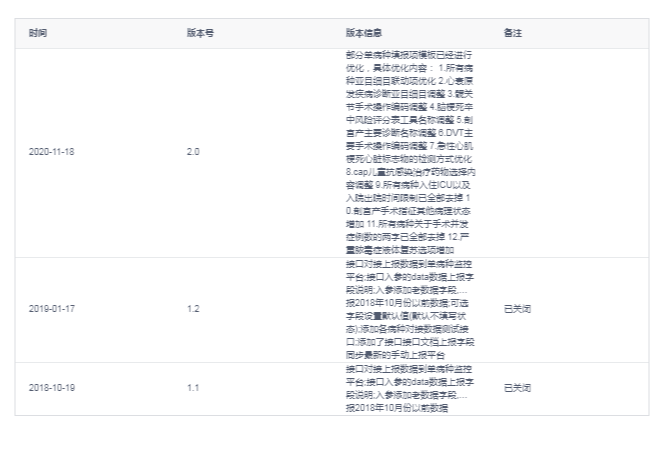 时间 版本号 版本信息 备注
部分单病种填报项模板已经进行
优化，具体优化内容： 1.所有病
种亚目细目联动项优化 2.心衰原
发疾病诊断亚目细目调整 3.髋关
节手术操作编码调整 4.脑梗死卒
中风险评分表工具名称调整 5.剖
宫产主要诊断名称调整 6.DVT主
要手术操作编码调整 7.急性心肌
梗死心脏标志物的检测方式优化
8.cap儿童抗感染治疗药物选择内
容调整 9.所有病种入住ICU以及
入院出院时间限制已全部去掉 1
0.剖宫产手术指征其他病理状态
增加 11.所有病种关于手术并发
症例数的两字已全部去掉 12.严
重脓毒症液体复苏选项增加
2020-11-18 2.0
接口对接上报数据到单病种监控
平台;接口入参的data数据上报字
段说明;入参添加老数据字段,...
报2018年10月份以前数据;可选
字段设置默认值(默认不填写状
态);添加各病种对接数据测试接
口;添加了接口接口文档上报字段
同步最新的手动上报平台
2019-01-17 1.2 已关闭
接口对接上报数据到单病种监控
平台;接口入参的data数据上报字
段说明;入参添加老数据字段,...
报2018年10月份以前数据
2018-10-19 1.1 已关闭